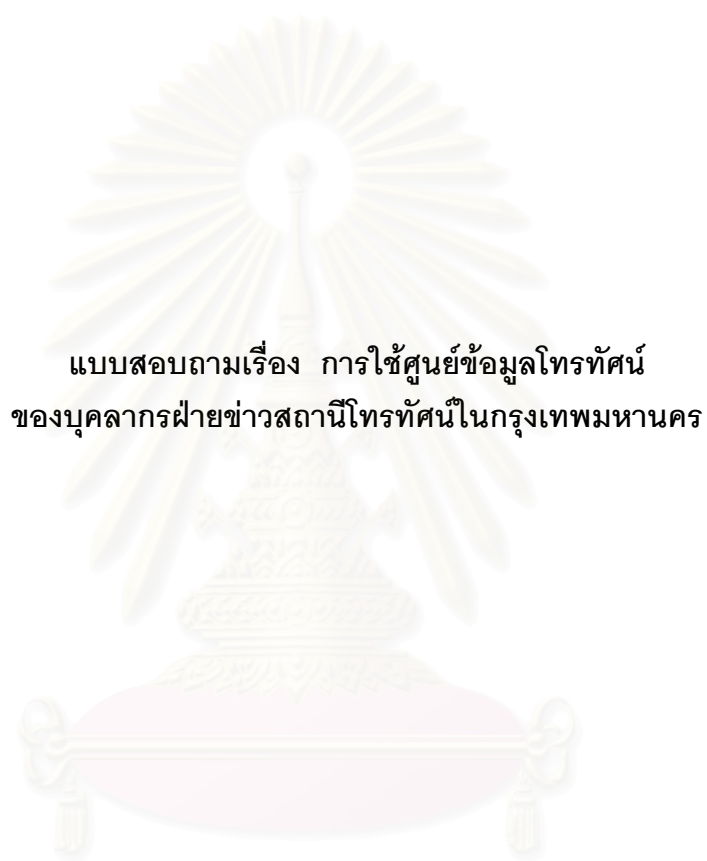 แบบสอบถามเรื่อง การใช้ศูนย์ข้อมูลโทรทัศน์
ของบุคลากรฝ่ายข่าวสถานีโทรทัศน์ในกรุงเทพมหานคร